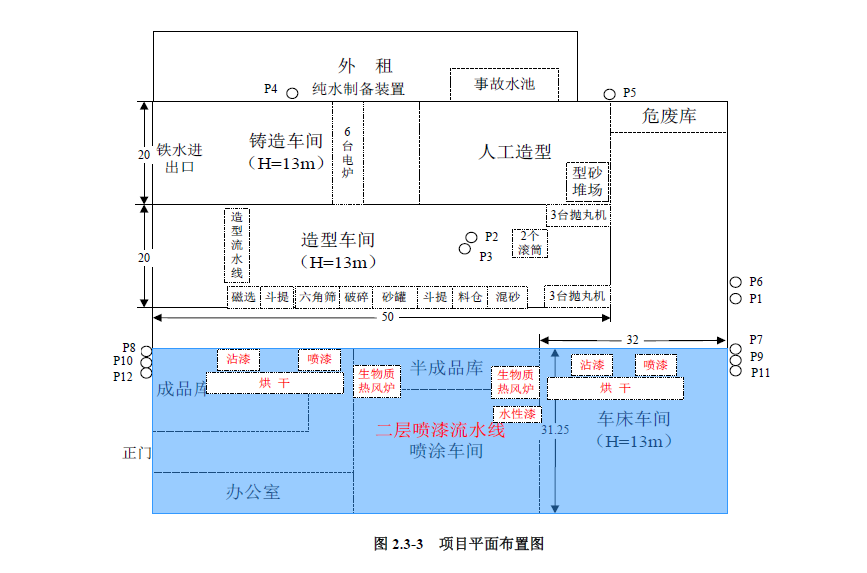 外 租
P4
纯水制备装置
事故水池
P5
危废库
20
铁水进
出口
铸造车间
（H=13m）
6
台
电
炉
人工造型
型砂
堆场
3台抛丸机
造
型
流
水
线
20
造型车间
（H=13m）
P2
P3
2个
滚筒
P6
P1
磁选
斗提
六角筛
破碎
砂罐
斗提
料仓
混砂
3台抛丸机
50
32
P8
P10
P12
P7
P9
P11
沾漆
喷漆
烘 干
成品库
生物质
热风炉
半成品库
生物质
热风炉
沾漆
喷漆
烘 干
水性漆
二层喷漆流水线
喷涂车间
31.25
车床车间
（H=13m）
正门
办公室
图 2.3-3 项目平面布置图